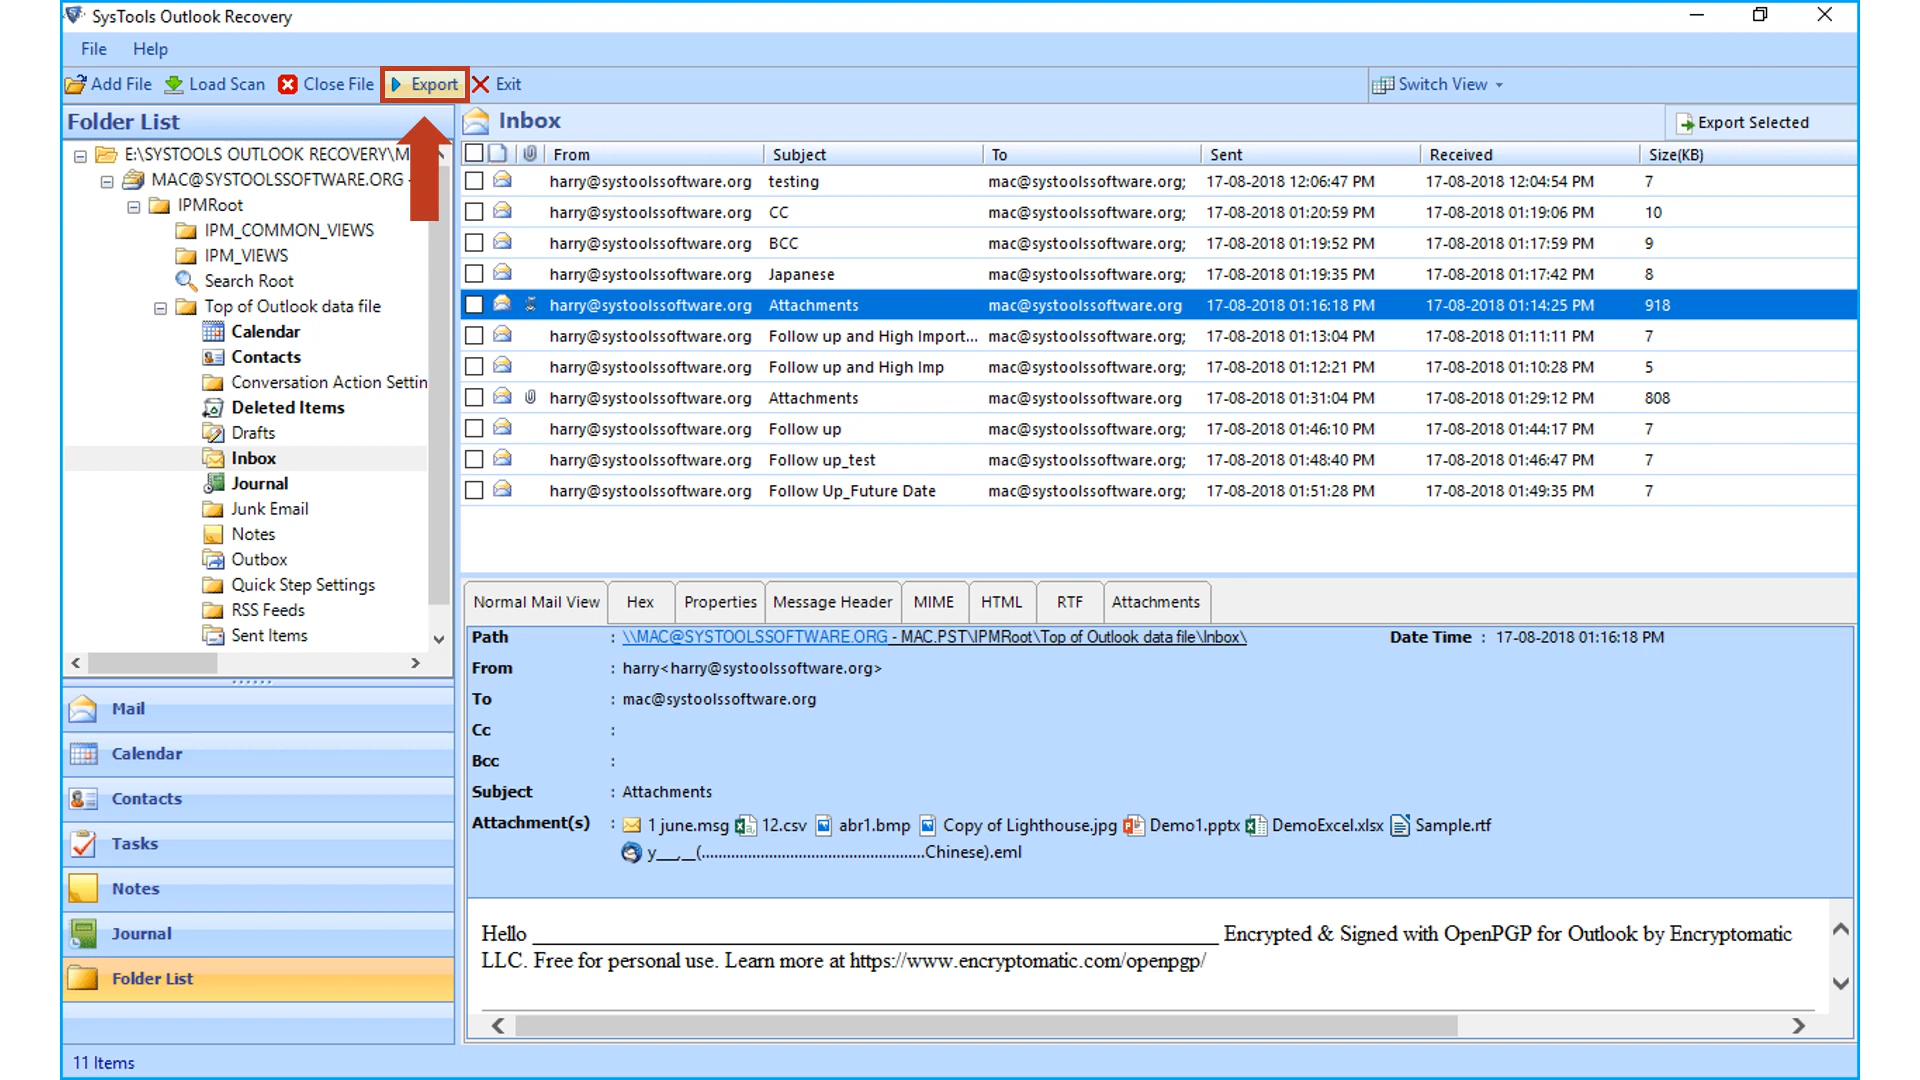 SysTools Outlook Recovery
File Help
Add File Load Scan Close File Export Exit Switch View
Folder List
E:\SYSTOOLS OUTLOOK RECOVERY\M
MAC@SYSTOOLSSOFTWARE.ORG -
IPMRoot
IPM_COMMON_VIEWS
IPM_VIEWS
Search Root
Top of Outlook data file
Calendar
Contacts
Conversation Action Settin
Deleted Items
Drafts
Inbox
Journal
Junk Email
Notes
Outbox
Quick Step Settings
RSS Feeds
Sent Items
Mail
Calendar
Contacts
Tasks
Notes
Journal
Folder List
Inbox Export Selected
From Subject To Sent Received Size(KB)
harry@systoolssoftware.org testing mac@systoolssoftware.org; 17-08-2018 12:06:47 PM 17-08-2018 12:04:54 PM 7
harry@systoolssoftware.org CC mac@systoolssoftware.org; 17-08-2018 01:20:59 PM 17-08-2018 01:19:06 PM 10
harry@systoolssoftware.org BCC mac@systoolssoftware.org; 17-08-2018 01:19:52 PM 17-08-2018 01:17:59 PM 9
harry@systoolssoftware.org Japanese mac@systoolssoftware.org; 17-08-2018 01:19:35 PM 17-08-2018 01:17:42 PM 8
harry@systoolssoftware.org Attachments mac@systoolssoftware.org 17-08-2018 01:16:18 PM 17-08-2018 01:14:25 PM 918
harry@systoolssoftware.org Follow up and High Import... mac@systoolssoftware.org; 17-08-2018 01:13:04 PM 17-08-2018 01:11:11 PM 7
harry@systoolssoftware.org Follow up and High Imp mac@systoolssoftware.org; 17-08-2018 01:12:21 PM 17-08-2018 01:10:28 PM 5
harry@systoolssoftware.org Attachments mac@systoolssoftware.org 17-08-2018 01:31:04 PM 17-08-2018 01:29:12 PM 808
harry@systoolssoftware.org Follow up mac@systoolssoftware.org; 17-08-2018 01:46:10 PM 17-08-2018 01:44:17 PM 7
harry@systoolssoftware.org Follow up_test mac@systoolssoftware.org; 17-08-2018 01:48:40 PM 17-08-2018 01:46:47 PM 7
harry@systoolssoftware.org Follow Up_Future Date mac@systoolssoftware.org; 17-08-2018 01:51:28 PM 17-08-2018 01:49:35 PM 7
Normal Mail View Hex Properties Message Header MIME HTML RTF Attachments
Path : \\MAC@SYSTOOLSSOFTWARE.ORG - MAC.PST\IPMRoot\Top of Outlook data file\Inbox\ Date Time : 17-08-2018 01:16:18 PM
From : harry<harry@systoolssoftware.org>
To : mac@systoolssoftware.org
Cc :
Bcc :
Subject : Attachments
Attachment(s) : 1 june.msg 12.csv abr1.bmp Copy of Lighthouse.jpg Demo1.pptx DemoExcel.xlsx Sample.rtf
y__,__(....................................................Chinese).eml
Hello ______________________________________________ Encrypted & Signed with OpenPGP for Outlook by Encryptomatic
LLC. Free for personal use. Learn more at https://www.encryptomatic.com/openpgp/
11 Items